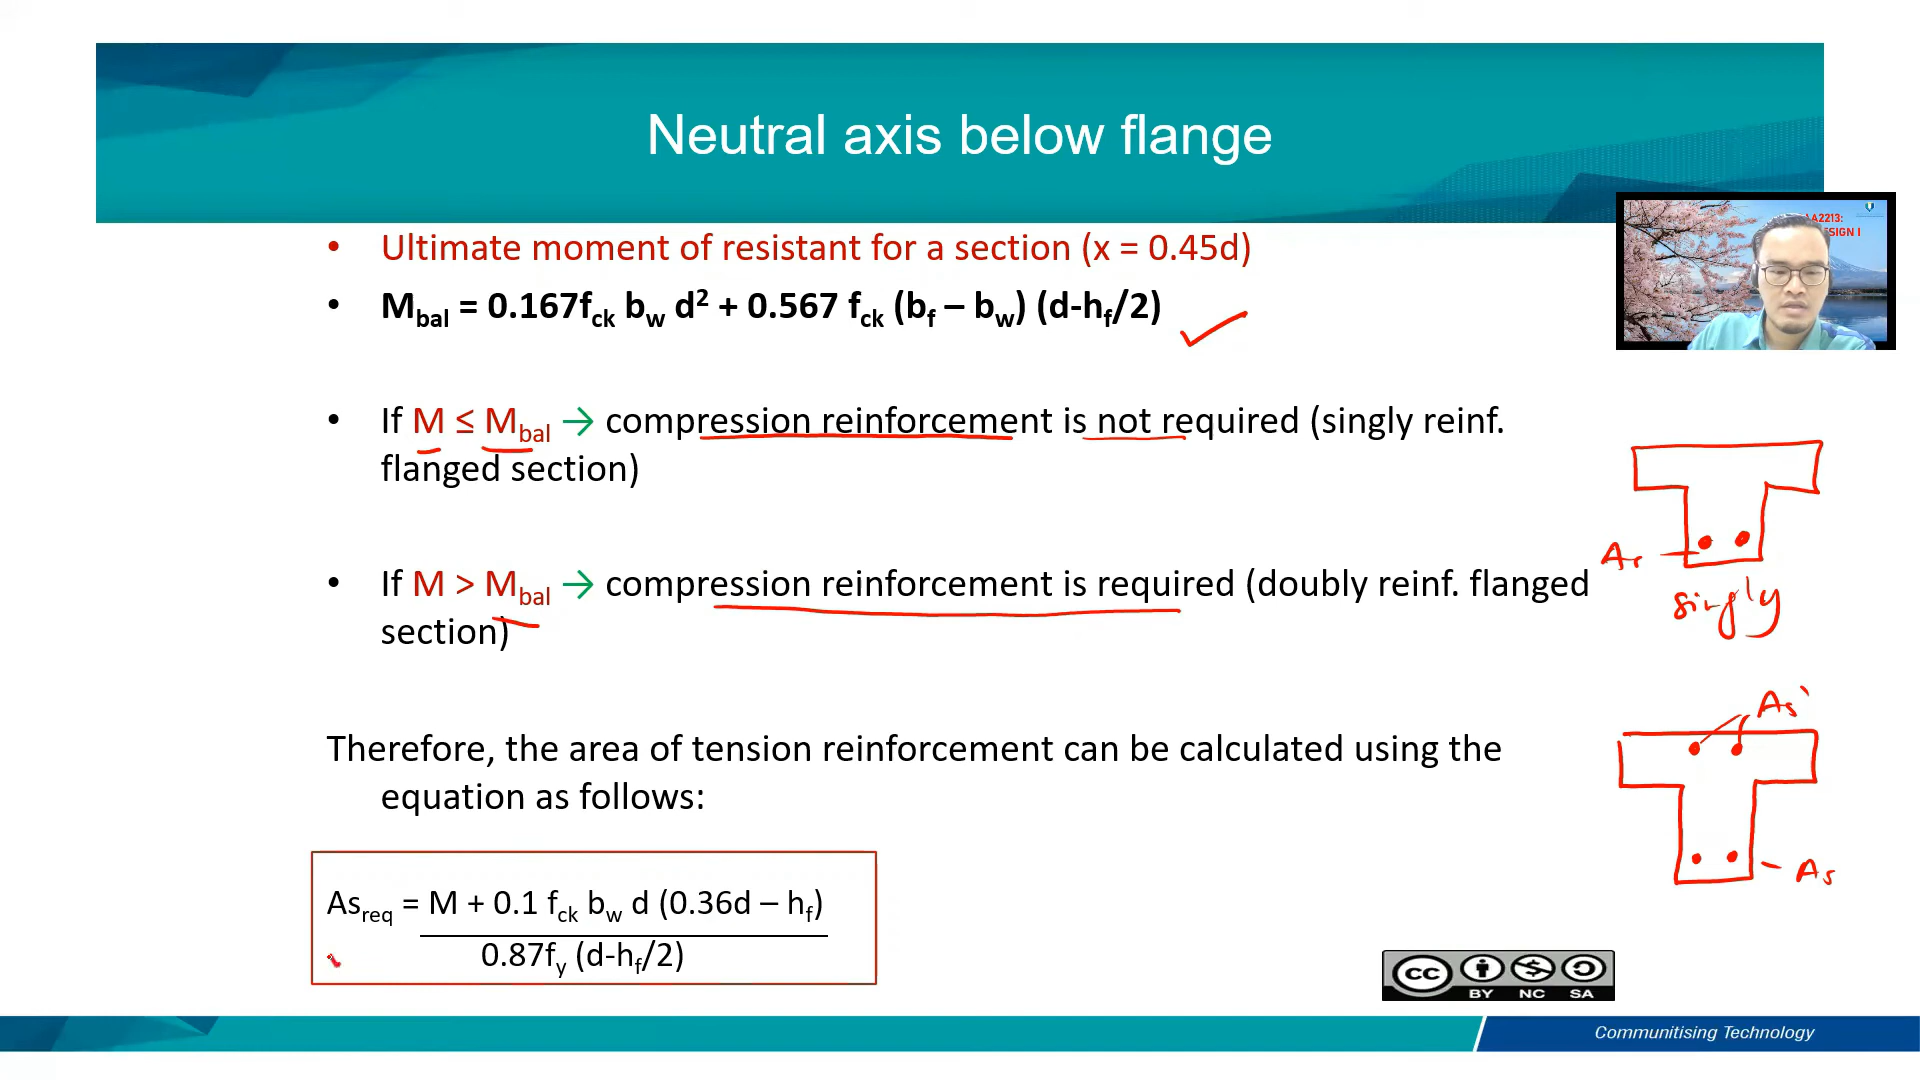 Neutral axis below flange
AA2213:
ESIGN I
• Ultimate moment of resistant for a section (x = 0.45d)
• Mbal = 0.167fck bw d² + 0.567 fck (bf – bw) (d-hf/2)
• If M ≤ Mbal → compression reinforcement is not required (singly reinf.
flanged section)
As
singly
• If M > Mbal → compression reinforcement is required (doubly reinf. flanged
section)
As'
Therefore, the area of tension reinforcement can be calculated using the
equation as follows:
As
Asreq = M + 0.1 fck bw d (0.36d – hf)
0.87fy (d-hf/2)
cc
BY NC SA
Communitising Technology